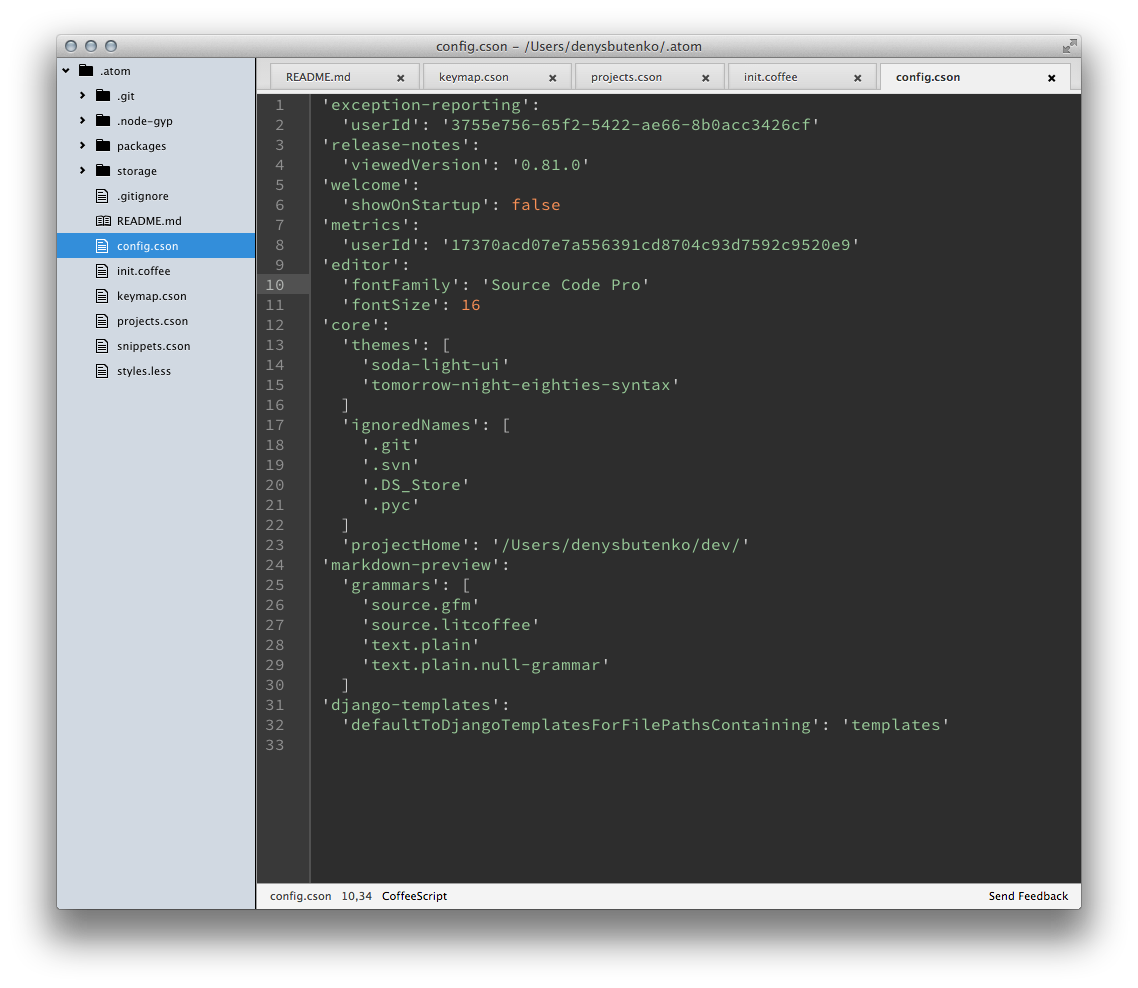 config.cson – /Users/denysbutenko/.atom
.atom
.git
.node-gyp
packages
storage
.gitignore
README.md
config.cson
init.coffee
keymap.cson
projects.cson
snippets.cson
styles.less
README.md keymap.cson projects.cson init.coffee config.cson
1 'exception-reporting':
2   'userId': '3755e756-65f2-5422-ae66-8b0acc3426cf'
3 'release-notes':
4   'viewedVersion': '0.81.0'
5 'welcome':
6   'showOnStartup': false
7 'metrics':
8   'userId': '17370acd07e7a556391cd8704c93d7592c9520e9'
9 'editor':
10   'fontFamily': 'Source Code Pro'
11   'fontSize': 16
12 'core':
13   'themes': [
14     'soda-light-ui'
15     'tomorrow-night-eighties-syntax'
16   ]
17   'ignoredNames': [
18     '.git'
19     '.svn'
20     '.DS_Store'
21     '.pyc'
22   ]
23   'projectHome': '/Users/denysbutenko/dev/'
24 'markdown-preview':
25   'grammars': [
26     'source.gfm'
27     'source.litcoffee'
28     'text.plain'
29     'text.plain.null-grammar'
30   ]
31 'django-templates':
32   'defaultToDjangoTemplatesForFilePathsContaining': 'templates'
33
config.cson 10,34 CoffeeScript Send Feedback